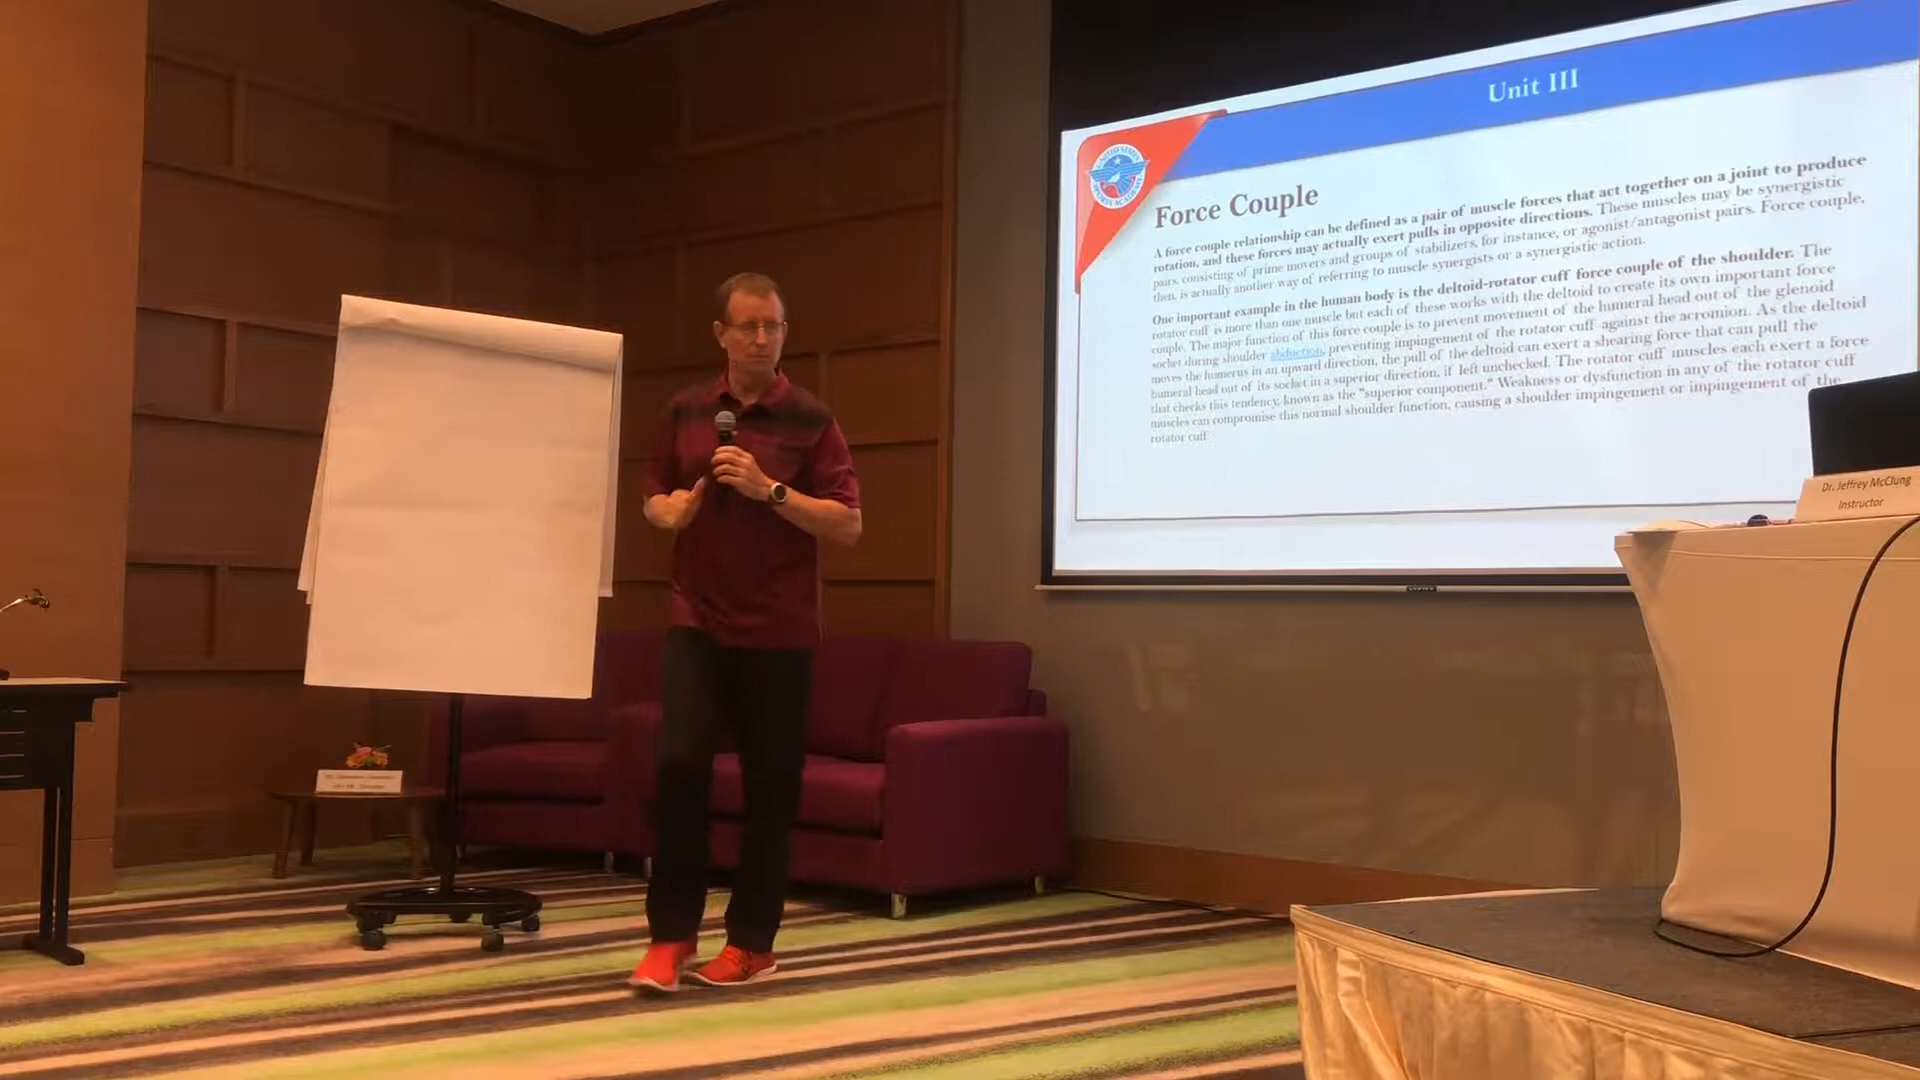 Unit III
UNITED STATES
SPORTS ACADEMY
Force Couple
A force couple relationship can be defined as a pair of muscle forces that act together on a joint to produce
rotation, and these forces may actually exert pulls in opposite directions. These muscles may be synergistic
pairs, consisting of prime movers and groups of stabilizers, for instance, or agonist/antagonist pairs. Force couple,
then, is actually another way of referring to muscle synergists or a synergistic action.
One important example in the human body is the deltoid-rotator cuff force couple of the shoulder. The
rotator cuff is more than one muscle but each of these works with the deltoid to create its own important force
couple. The major function of this force couple is to prevent movement of the humeral head out of the glenoid
socket during shoulder abduction, preventing impingement of the rotator cuff against the acromion. As the deltoid
moves the humerus in an upward direction, the pull of the deltoid can exert a shearing force that can pull the
humeral head out of its socket in a superior direction, if left unchecked. The rotator cuff muscles each exert a force
that checks this tendency, known as the "superior component." Weakness or dysfunction in any of the rotator cuff
muscles can compromise this normal shoulder function, causing a shoulder impingement or impingement of the
rotator cuff
Dr. Jeffrey McClung
Instructor